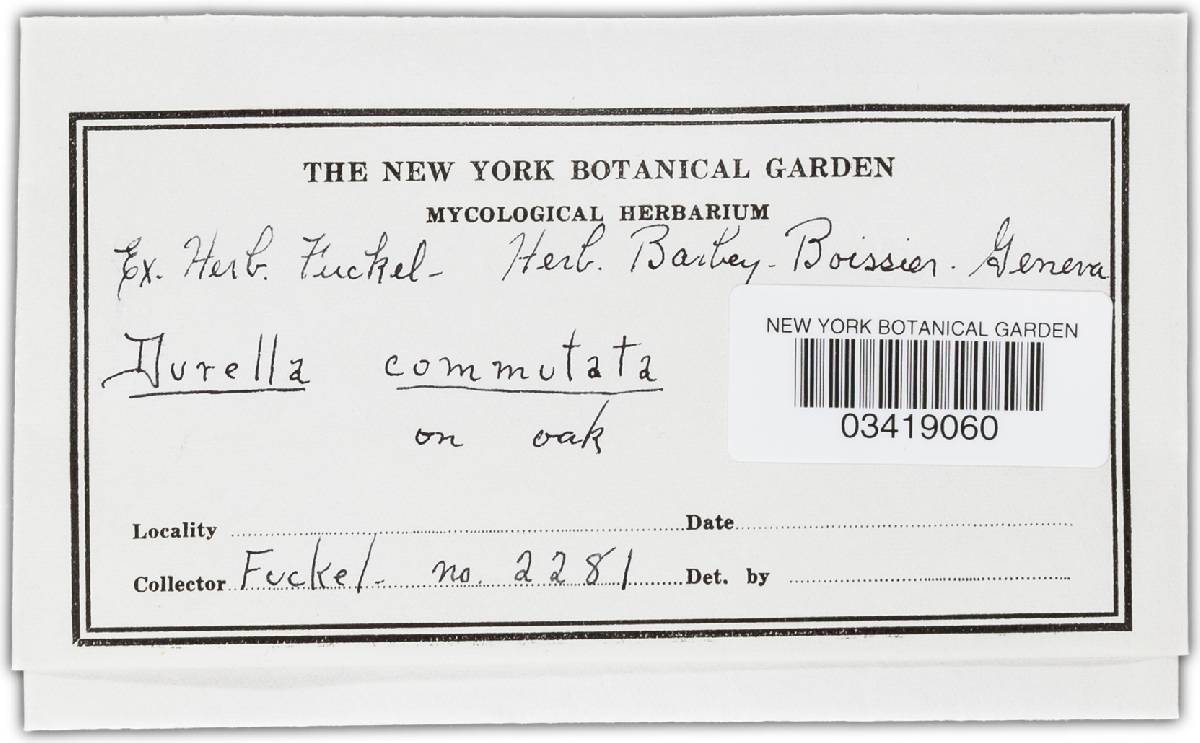 THE NEW YORK BOTANICAL GARDEN
MYCOLOGICAL HERBARIUM
Ex. Herb. Fuckel - Herb. Barbey - Boissier. Geneva
NEW YORK BOTANICAL GARDEN
03419060
Durella commutata
on oak
Locality Date
Collector Fuckel - no. 2281 Det. by